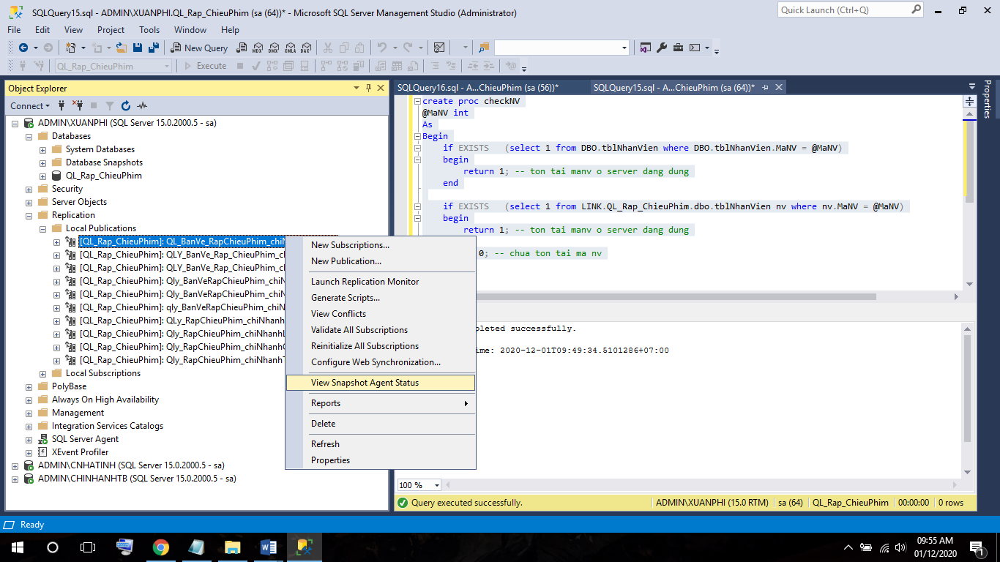 SQLQuery15.sql - ADMIN\XUANPHI.QL_Rap_ChieuPhim (sa (64))* - Microsoft SQL Server Management Studio (Administrator)
Quick Launch (Ctrl+Q)
File Edit View Project Tools Window Help
New Query MDX DMX XMLA DAX
QL_Rap_ChieuPhim Execute
Object Explorer
Connect
ADMIN\XUANPHI (SQL Server 15.0.2000.5 - sa)
Databases
System Databases
Database Snapshots
QL_Rap_ChieuPhim
Security
Server Objects
Replication
Local Publications
[QL_Rap_ChieuPhim]: QL_BanVe_RapChieuPhim_chiN
[QL_Rap_ChieuPhim]: QLY_BanVe_Rap_ChieuPhim_ch
[QL_Rap_ChieuPhim]: QLY_BanVe_Rap_ChieuPhim_ch
[QL_Rap_ChieuPhim]: Qly_BanVeRapChieuPhim_chiN
[QL_Rap_ChieuPhim]: Qly_BanVeRapChieuPhim_chiN
[QL_Rap_ChieuPhim]: qly_BanVeRapChieuPhim_chiN
[QL_Rap_ChieuPhim]: QLy_RapChieuPhim_chiNhanh
[QL_Rap_ChieuPhim]: Qly_RapChieuPhim_chiNhanhL
[QL_Rap_ChieuPhim]: Qly_RapChieuPhim_chiNhanhC
[QL_Rap_ChieuPhim]: Qly_RapChieuPhim_chiNhanhT
Local Subscriptions
PolyBase
Always On High Availability
Management
Integration Services Catalogs
SQL Server Agent
XEvent Profiler
ADMIN\CNHATINH (SQL Server 15.0.2000.5 - sa)
ADMIN\CHINHANHTB (SQL Server 15.0.2000.5 - sa)
New Subscriptions...
New Publication...
Launch Replication Monitor
Generate Scripts...
View Conflicts
Validate All Subscriptions
Reinitialize All Subscriptions
Configure Web Synchronization...
View Snapshot Agent Status
Reports
Delete
Refresh
Properties
SQLQuery16.sql - A...ChieuPhim (sa (56))* SQLQuery15.sql - A...ChieuPhim (sa (64))*
Properties
create proc checkNV
@MaNV int
As
Begin
if EXISTS (select 1 from DBO.tblNhanVien where DBO.tblNhanVien.MaNV = @MaNV)
begin
return 1; -- ton tai manv o server dang dung
end
if EXISTS (select 1 from LINK.QL_Rap_ChieuPhim.dbo.tblNhanVien nv where nv.MaNV = @MaNV)
begin
return 1; -- ton tai manv o server dang dung
0; -- chua ton tai ma nv
pleted successfully.
ime: 2020-12-01T09:49:34.5101286+07:00
100 %
Query executed successfully. ADMIN\XUANPHI (15.0 RTM) sa (64) QL_Rap_ChieuPhim 00:00:00 0 rows
Ready
09:55 AM
01/12/2020
1